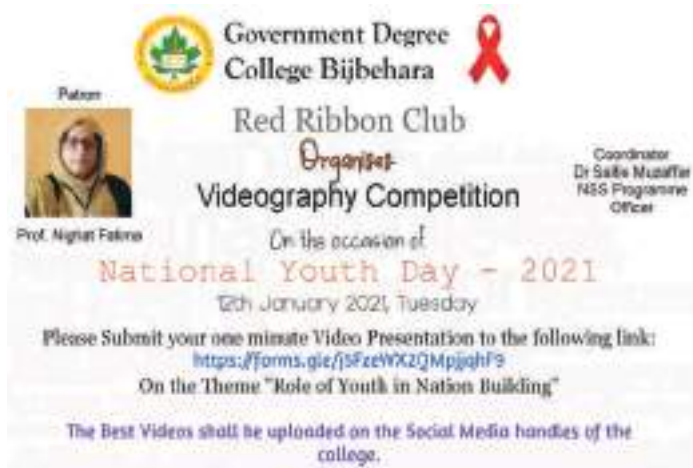 Government Degree
College Bijbehara
Patron
Red Ribbon Club
Organises
Videography Competition
Coordinator
Dr Muzaffar
NSS Programme
Officer
Prof. Nighat Fatima
On the occasion of
National Youth Day - 2021
12th January 2021, Tuesday
Please Submit your one minute Video Presentation to the following link:
On the Theme "Role of Youth in Nation Building"
The Best Videos shall be uploaded on the Social Media handles of the
college.